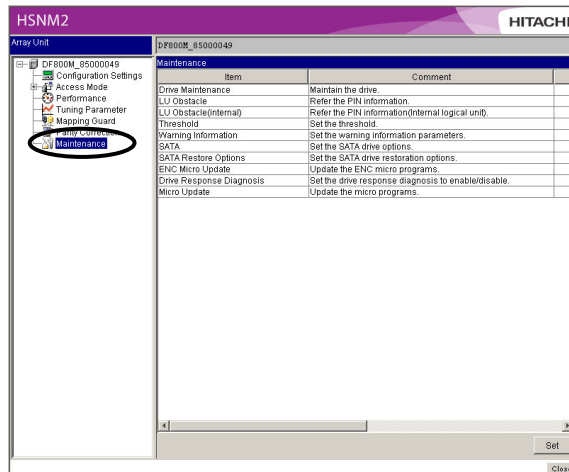 HSNM2
HITACHI
Array Unit
DF800M_85000049
DF800M_85000049
Configuration Settings
Access Mode
Performance
Tuning Parameter
Mapping Guard
Parity Correction
Maintenance
Maintenance
Item Comment
Drive Maintenance Maintain the drive.
LU Obstacle Refer the PIN information.
LU Obstacle(internal) Refer the PIN information(Internal logical unit).
Threshold Set the threshold.
Warning Information Set the warning information parameters.
SATA Set the SATA drive options.
SATA Restore Options Set the SATA drive restoration options.
ENC Micro Update Update the ENC micro programs.
Drive Response Diagnosis Set the drive response diagnosis to enable/disable.
Micro Update Update the micro programs.
Set
Close